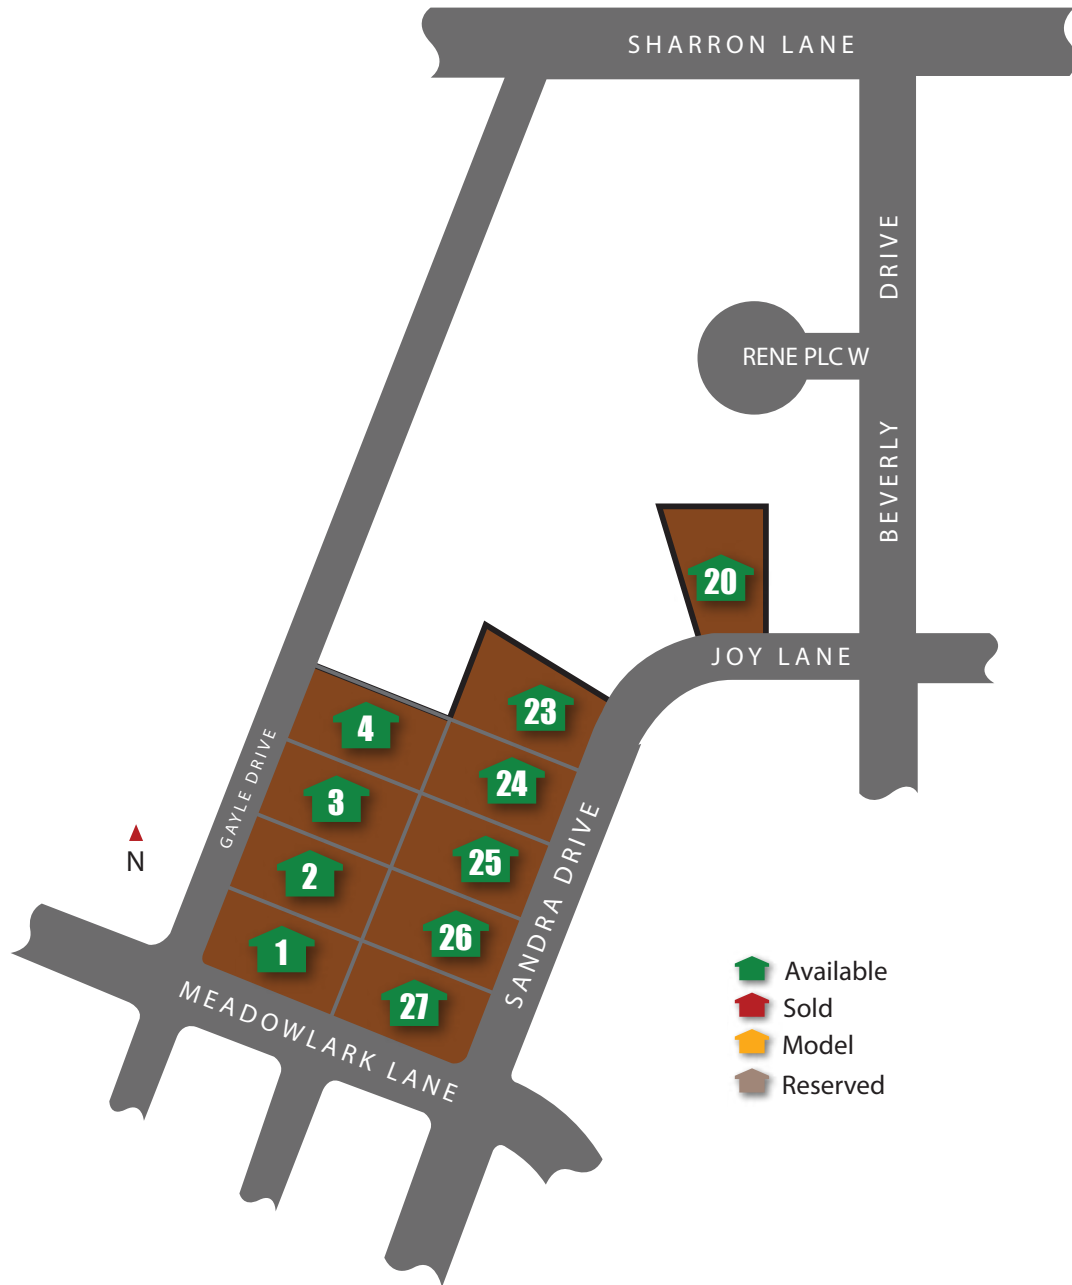 SHARRON LANE
BEVERLY DRIVE
RENE PLC W
20
JOY LANE
23
4
24
3
GAYLE DRIVE
SANDRA DRIVE
25
2
26
1
27
N
MEADOWLARK LANE
Available
Sold
Model
Reserved